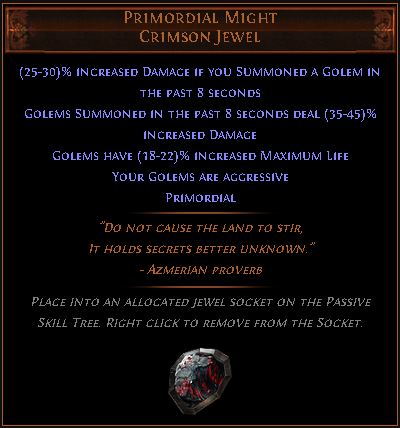 Primordial Might
Crimson Jewel
(25-30)% increased Damage if you Summoned a Golem in
the past 8 seconds
Golems Summoned in the past 8 seconds deal (35-45)%
increased Damage
Golems have (18-22)% increased Maximum Life
Your Golems are aggressive
Primordial
"Do not cause the land to stir,
It holds secrets better unknown."
- Azmerian proverb
Place into an allocated jewel socket on the Passive
Skill Tree. Right click to remove from the Socket.